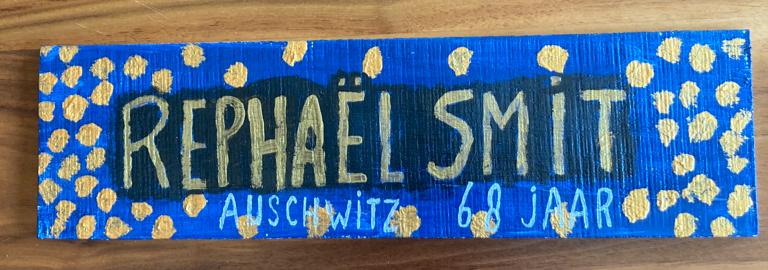 REPHAËL SMIT
AUSCHWITZ 68 JAAR